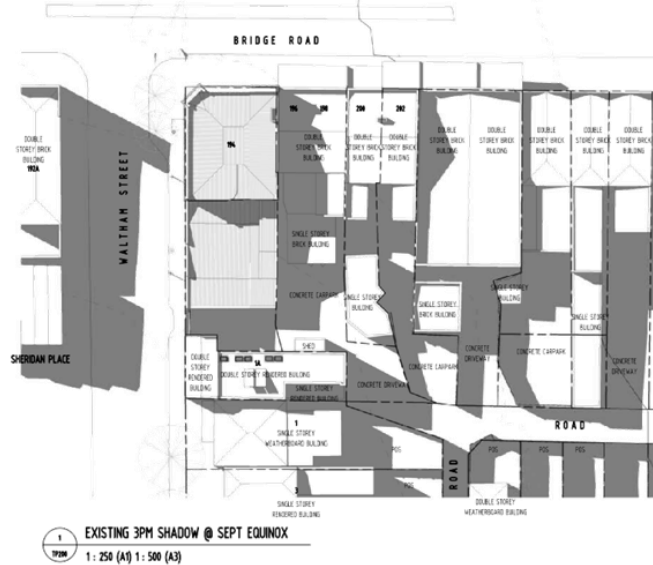 BRIDGE ROAD
196 198 200 202
194
DOUBLE
STOREY BRICK
BUILDING
192A
DOUBLE
STOREY BRICK
BUILDING
DOUBLE
STOREY BRICK
BUILDING
DOUBLE
STOREY BRICK
BUILDING
DOUBLE
STOREY BRICK
BUILDING
DOUBLE
STOREY BRICK
BUILDING
DOUBLE
STOREY BRICK
BUILDING
DOUBLE
STOREY BRICK
BUILDING
DOUBLE
STOREY BRICK
BUILDING
WALTHAM STREET
SINGLE STOREY
BRICK BUILDING
CONCRETE CARPARK
SINGLE STOREY
BUILDING
SINGLE STOREY
BRICK BUILDING
SINGLE STOREY
BUILDING
SINGLE STORE
BUILDING
SHERIDAN PLACE
DOUBLE
STOREY
RENDERED
BUILDING
SHED
DOUBLE STOREY RENDERED BUILDING
SINGLE STOREY
RENDERED BUILDING
CONCRETE DRIVEWAY
CONCRETE CARPARK
CONCRETE
DRIVEWAY
CONCRETE CARPARK
CONCRETE
DRIVEWAY
1
SINGLE STOREY
WEATHERBOARD BUILDING
ROAD
POS
POS
POS
POS
POS
ROAD
3
SINGLE STOREY
RENDERED BUILDING
DOUBLE STOREY
WEATHERBOARD BUILDING
1
TP200
EXISTING 3PM SHADOW @ SEPT EQUINOX
1 : 250 (A1) 1 : 500 (A3)